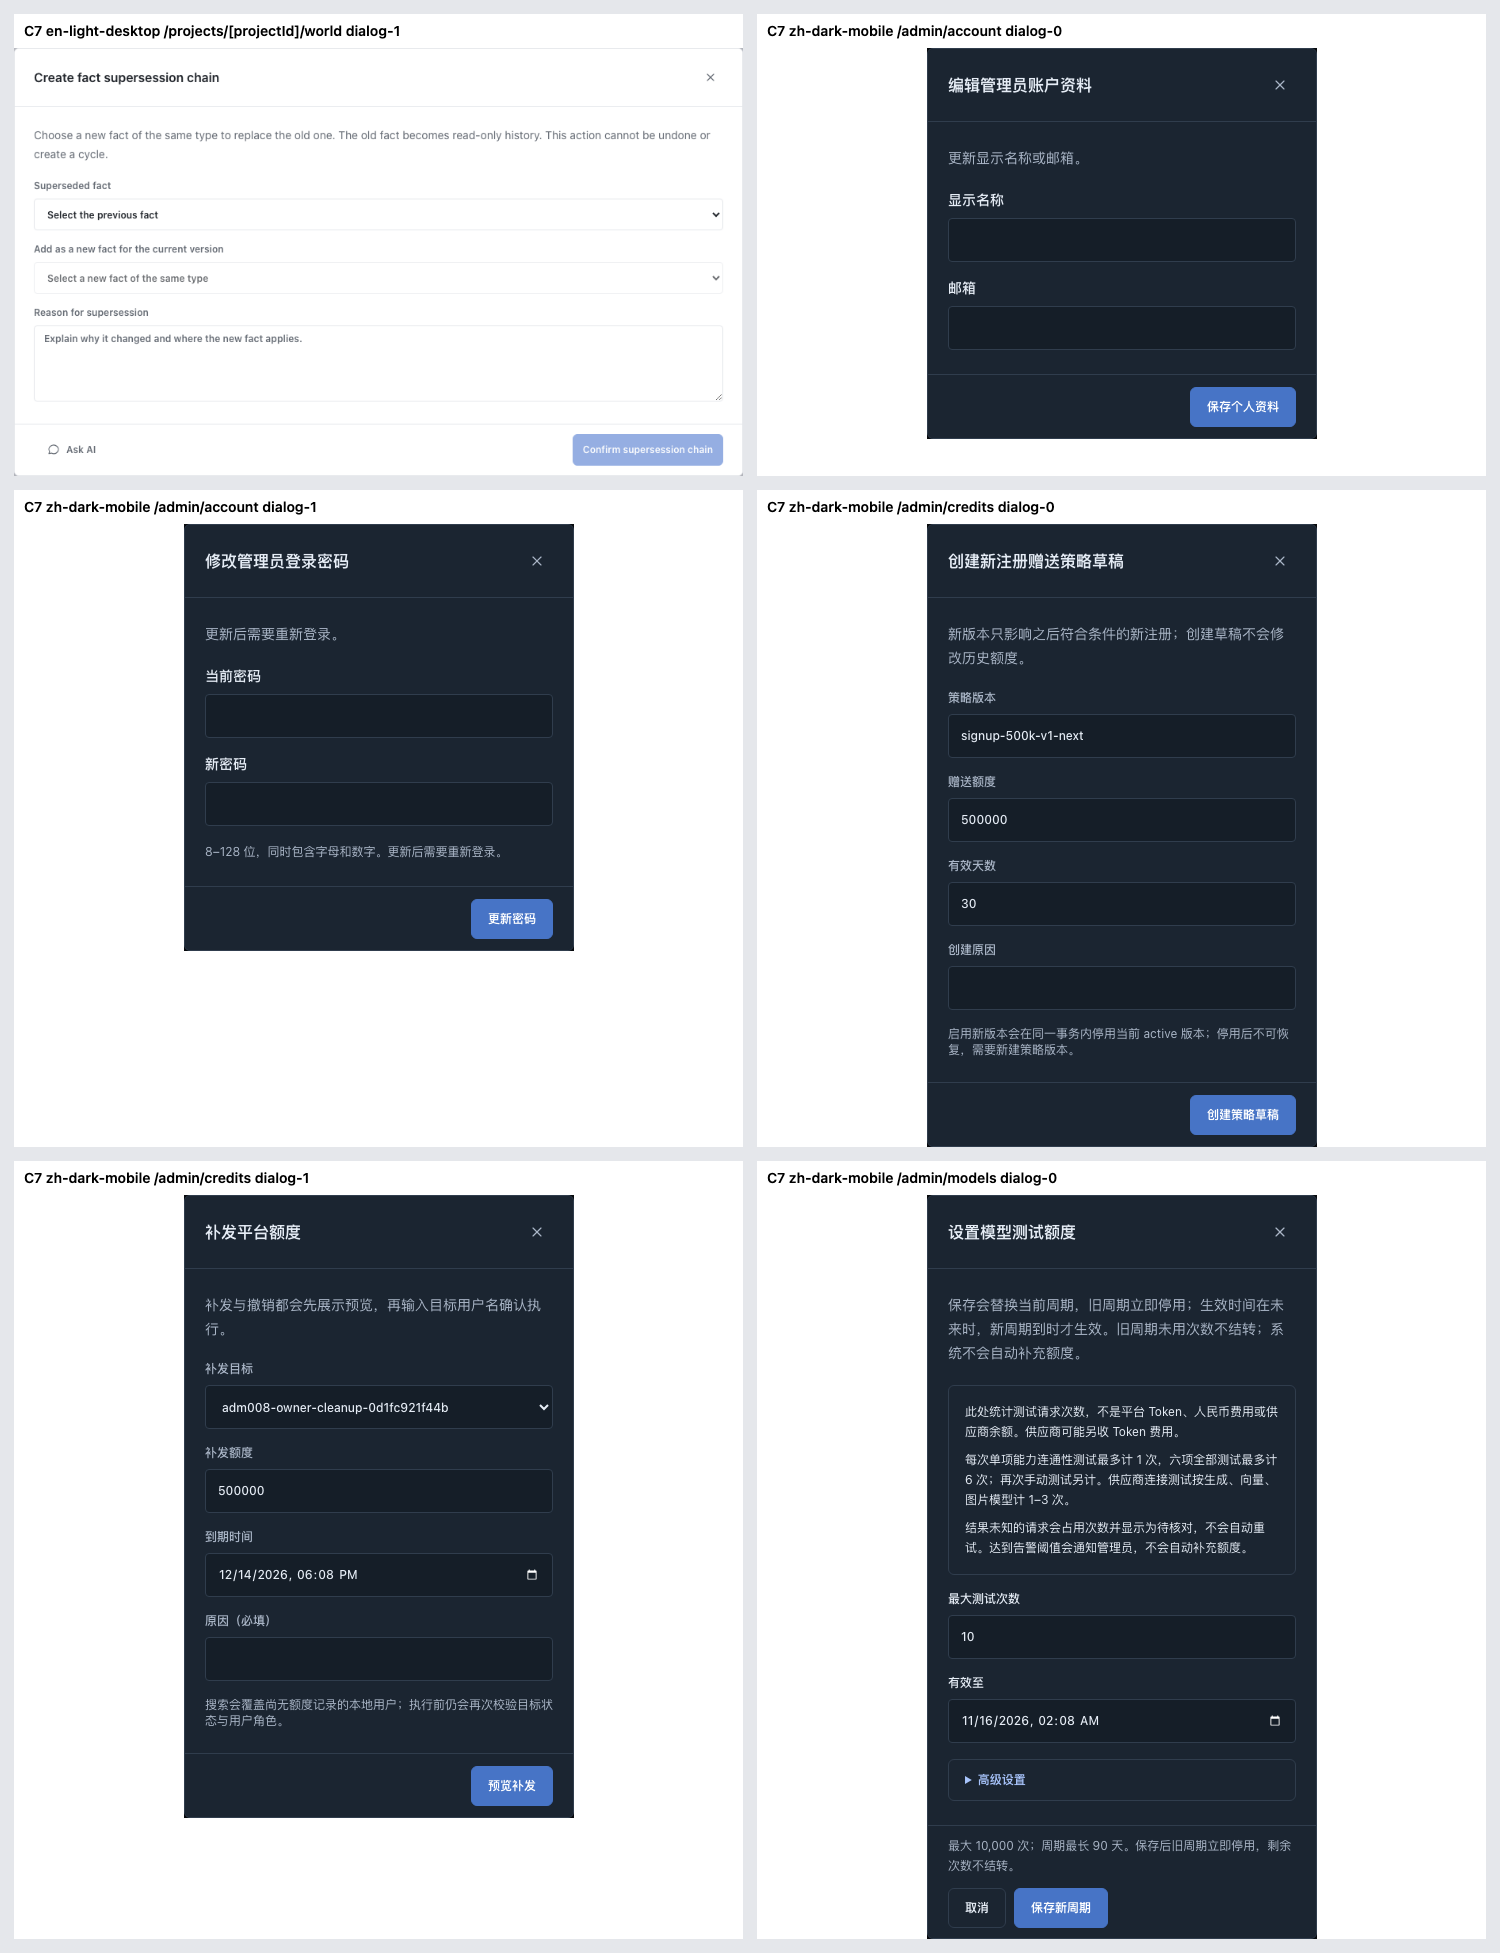 C7 en-light-desktop /projects/[projectId]/world dialog-1
Create fact supersession chain
Choose a new fact of the same type to replace the old one. The old fact becomes read-only history. This action cannot be undone or
create a cycle.
Superseded fact
Select the previous fact
Add as a new fact for the current version
Select a new fact of the same type
Reason for supersession
Explain why it changed and where the new fact applies.
Ask AI
Confirm supersession chain
C7 zh-dark-mobile /admin/account dialog-0
编辑管理员账户资料
更新显示名称或邮箱。
显示名称
邮箱
保存个人资料
C7 zh-dark-mobile /admin/account dialog-1
修改管理员登录密码
更新后需要重新登录。
当前密码
新密码
8–128 位，同时包含字母和数字。更新后需要重新登录。
更新密码
C7 zh-dark-mobile /admin/credits dialog-0
创建新注册赠送策略草稿
新版本只影响之后符合条件的新注册；创建草稿不会修
改历史额度。
策略版本
signup-500k-v1-next
赠送额度
500000
有效天数
30
创建原因
启用新版本会在同一事务内停用当前 active 版本；停用后不可恢
复，需要新建策略版本。
创建策略草稿
C7 zh-dark-mobile /admin/credits dialog-1
补发平台额度
补发与撤销都会先展示预览，再输入目标用户名确认执
行。
补发目标
adm008-owner-cleanup-0d1fc921f44b
补发额度
500000
到期时间
12/14/2026, 06:08 PM
原因（必填）
搜索会覆盖尚无额度记录的本地用户；执行前仍会再次校验目标状
态与用户角色。
预览补发
C7 zh-dark-mobile /admin/models dialog-0
设置模型测试额度
保存会替换当前周期，旧周期立即停用；生效时间在未
来时，新周期到时才生效。旧周期未用次数不结转；系
统不会自动补充额度。
此处统计测试请求次数，不是平台 Token、人民币费用或供
应商余额。供应商可能另收 Token 费用。
每次单项能力连通性测试最多计 1 次，六项全部测试最多计
6 次；再次手动测试另计。供应商连接测试按生成、向量、
图片模型计 1–3 次。
结果未知的请求会占用次数并显示为待核对，不会自动重
试。达到告警阈值会通知管理员，不会自动补充额度。
最大测试次数
10
有效至
11/16/2026, 02:08 AM
高级设置
最大 10,000 次；周期最长 90 天。保存后旧周期立即停用，剩余
次数不结转。
取消
保存新周期